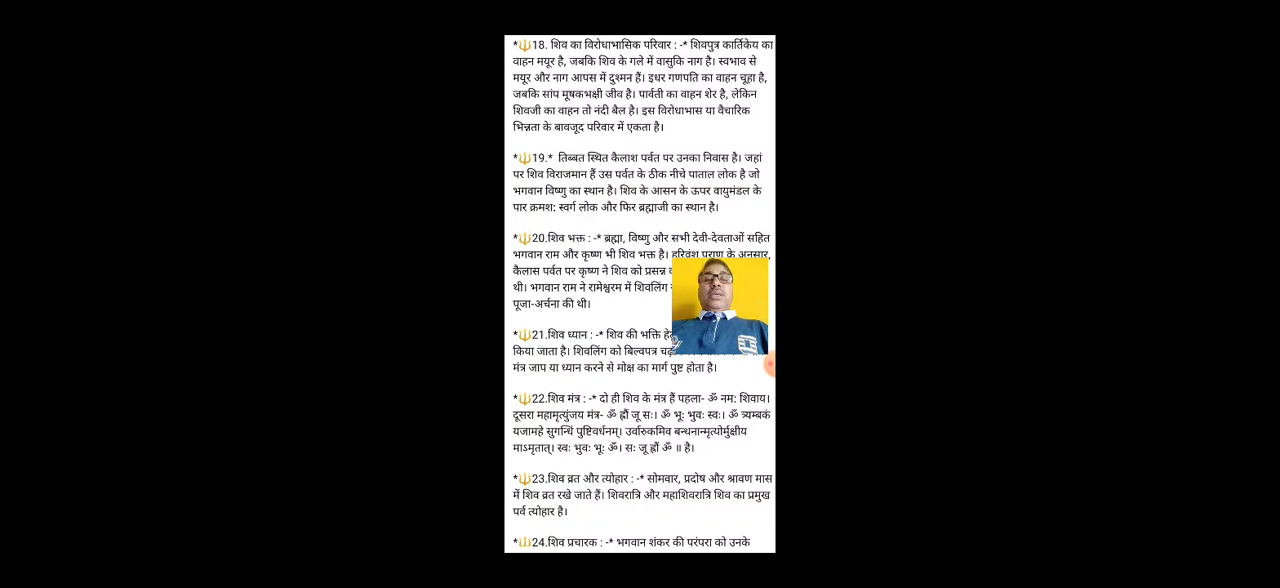 *🔱18. शिव का विरोधाभासिक परिवार : -* शिवपुत्र कार्तिकेय का
वाहन मयूर है, जबकि शिव के गले में वासुकि नाग है। स्वभाव से
मयूर और नाग आपस में दुश्मन हैं। इधर गणपति का वाहन चूहा है,
जबकि सांप मूषकभक्षी जीव है। पार्वती का वाहन शेर है, लेकिन
शिवजी का वाहन तो नंदी बैल है। इस विरोधाभास या वैचारिक
भिन्नता के बावजूद परिवार में एकता है।
*🔱19.* तिब्बत स्थित कैलाश पर्वत पर उनका निवास है। जहां
पर शिव विराजमान हैं उस पर्वत के ठीक नीचे पाताल लोक है जो
भगवान विष्णु का स्थान है। शिव के आसन के ऊपर वायुमंडल के
पार क्रमश: स्वर्ग लोक और फिर ब्रह्माजी का स्थान है।
*🔱20.शिव भक्त : -* ब्रह्मा, विष्णु और सभी देवी-देवताओं सहित
भगवान राम और कृष्ण भी शिव भक्त है। हरिवंश पुराण के अनुसार,
कैलास पर्वत पर कृष्ण ने शिव को प्रसन्न
थी। भगवान राम ने रामेश्वरम में शिवलिंग
पूजा-अर्चना की थी।
*🔱21.शिव ध्यान : -* शिव की भक्ति
किया जाता है। शिवलिंग को बिल्वपत्र
मंत्र जाप या ध्यान करने से मोक्ष का मार्ग पुष्ट होता है।
*🔱22.शिव मंत्र : -* दो ही शिव के मंत्र हैं पहला- ॐ नम: शिवाय।
दूसरा महामृत्युंजय मंत्र- ॐ ह्रौं जू सः। ॐ भूः भुवः स्वः। ॐ त्र्यम्बकं
यजामहे सुगन्धिं पुष्टिवर्धनम्। उर्वारुकमिव बन्धनान्मृत्योर्मुक्षीय
माऽमृतात्। स्वः भुवः भूः ॐ। सः जू ह्रौं ॐ ॥ है।
*🔱23.शिव व्रत और त्योहार : -* सोमवार, प्रदोष और श्रावण मास
में शिव व्रत रखे जाते हैं। शिवरात्रि और महाशिवरात्रि शिव का प्रमुख
पर्व त्योहार है।
*🔱24.शिव प्रचारक : -* भगवान शंकर की परंपरा को उनके